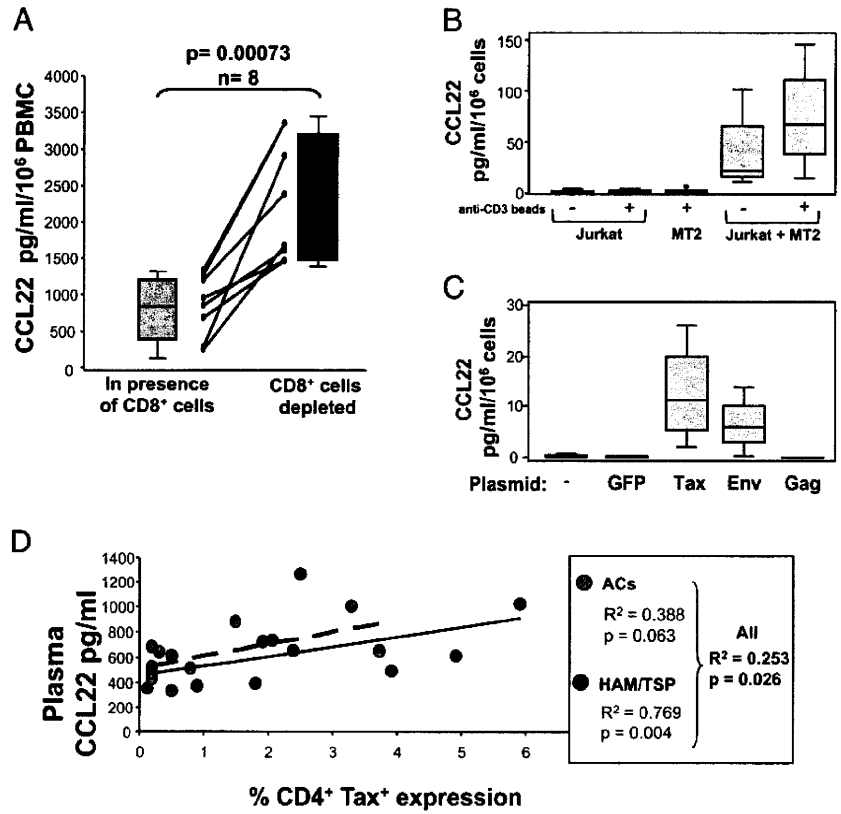 A
p= 0.00073
n= 8
CCL22 pg/ml/10⁶ PBMC
4000
3500
3000
2500
2000
1500
1000
500
0
In presence
of CD8⁺ cells
CD8⁺ cells
depleted
B
CCL22
pg/ml/10⁶ cells
150
100
50
0
anti-CD3 beads
- + + - +
Jurkat MT2 Jurkat + MT2
C
CCL22
pg/ml/10⁶ cells
30
20
10
0
Plasmid: - GFP Tax Env Gag
D
Plasma
CCL22 pg/ml
1400
1200
1000
800
600
400
200
0
0 1 2 3 4 5 6
% CD4⁺ Tax⁺ expression
ACs
R² = 0.388
p = 0.063
HAM/TSP
R² = 0.769
p = 0.004
All
R² = 0.253
p = 0.026